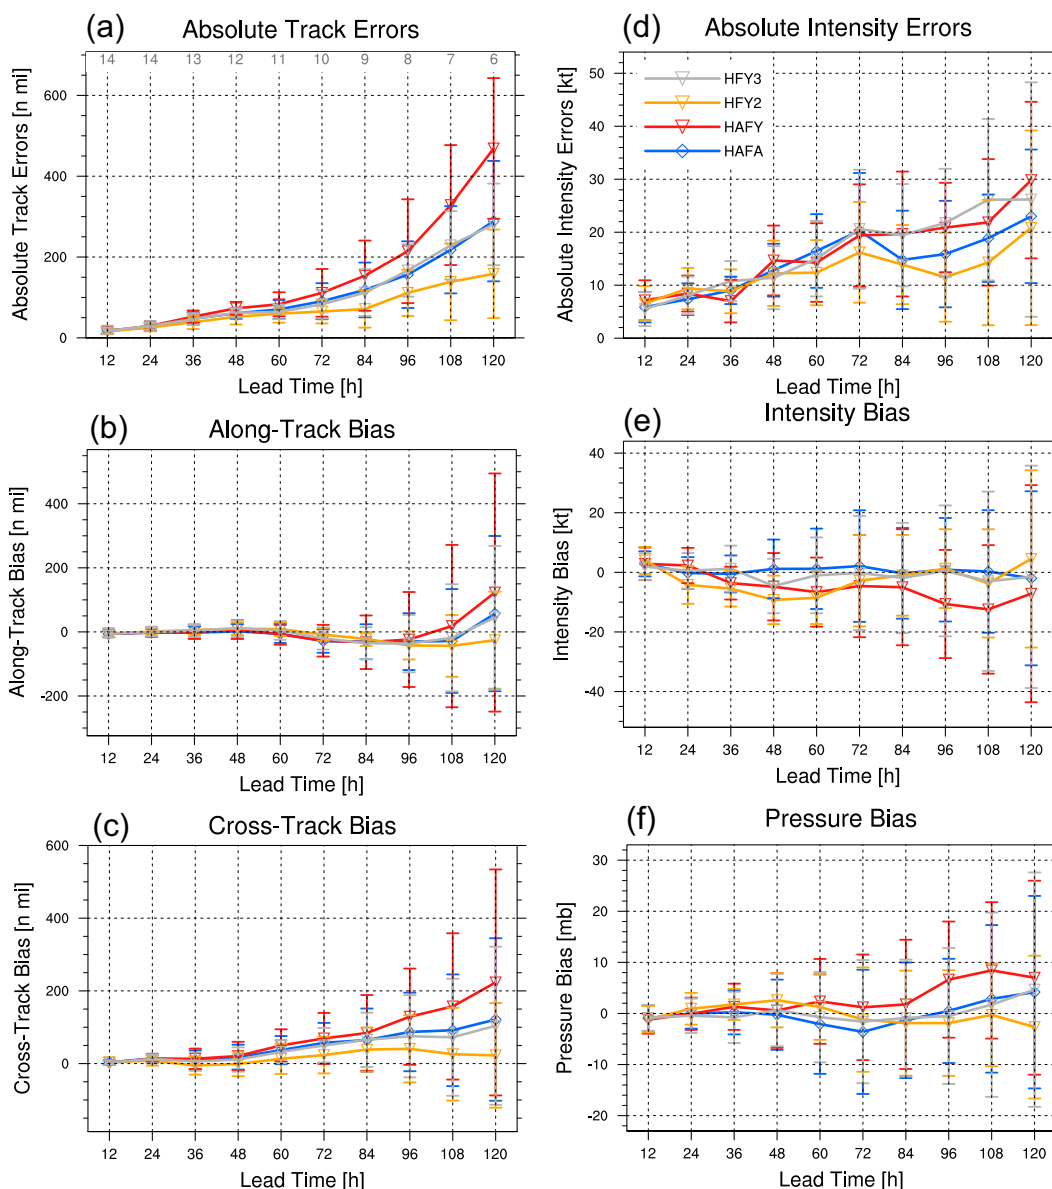 (a)
Absolute Track Errors
14 14 13 12 11 10 9 8 7 6
Absolute Track Errors [n mi]
600
400
200
0
12 24 36 48 60 72 84 96 108 120
Lead Time [h]
(d)
Absolute Intensity Errors
Absolute Intensity Errors [kt]
50
40
30
20
10
0
HFY3
HFY2
HAFY
HAFA
12 24 36 48 60 72 84 96 108 120
Lead Time [h]
(b)
Along-Track Bias
Along-Track Bias [n mi]
400
200
0
-200
12 24 36 48 60 72 84 96 108 120
Lead Time [h]
(e)
Intensity Bias
Intensity Bias [kt]
40
20
0
-20
-40
12 24 36 48 60 72 84 96 108 120
Lead Time [h]
(c)
Cross-Track Bias
Cross-Track Bias [n mi]
600
400
200
0
12 24 36 48 60 72 84 96 108 120
Lead Time [h]
(f)
Pressure Bias
Pressure Bias [mb]
30
20
10
0
-10
-20
12 24 36 48 60 72 84 96 108 120
Lead Time [h]